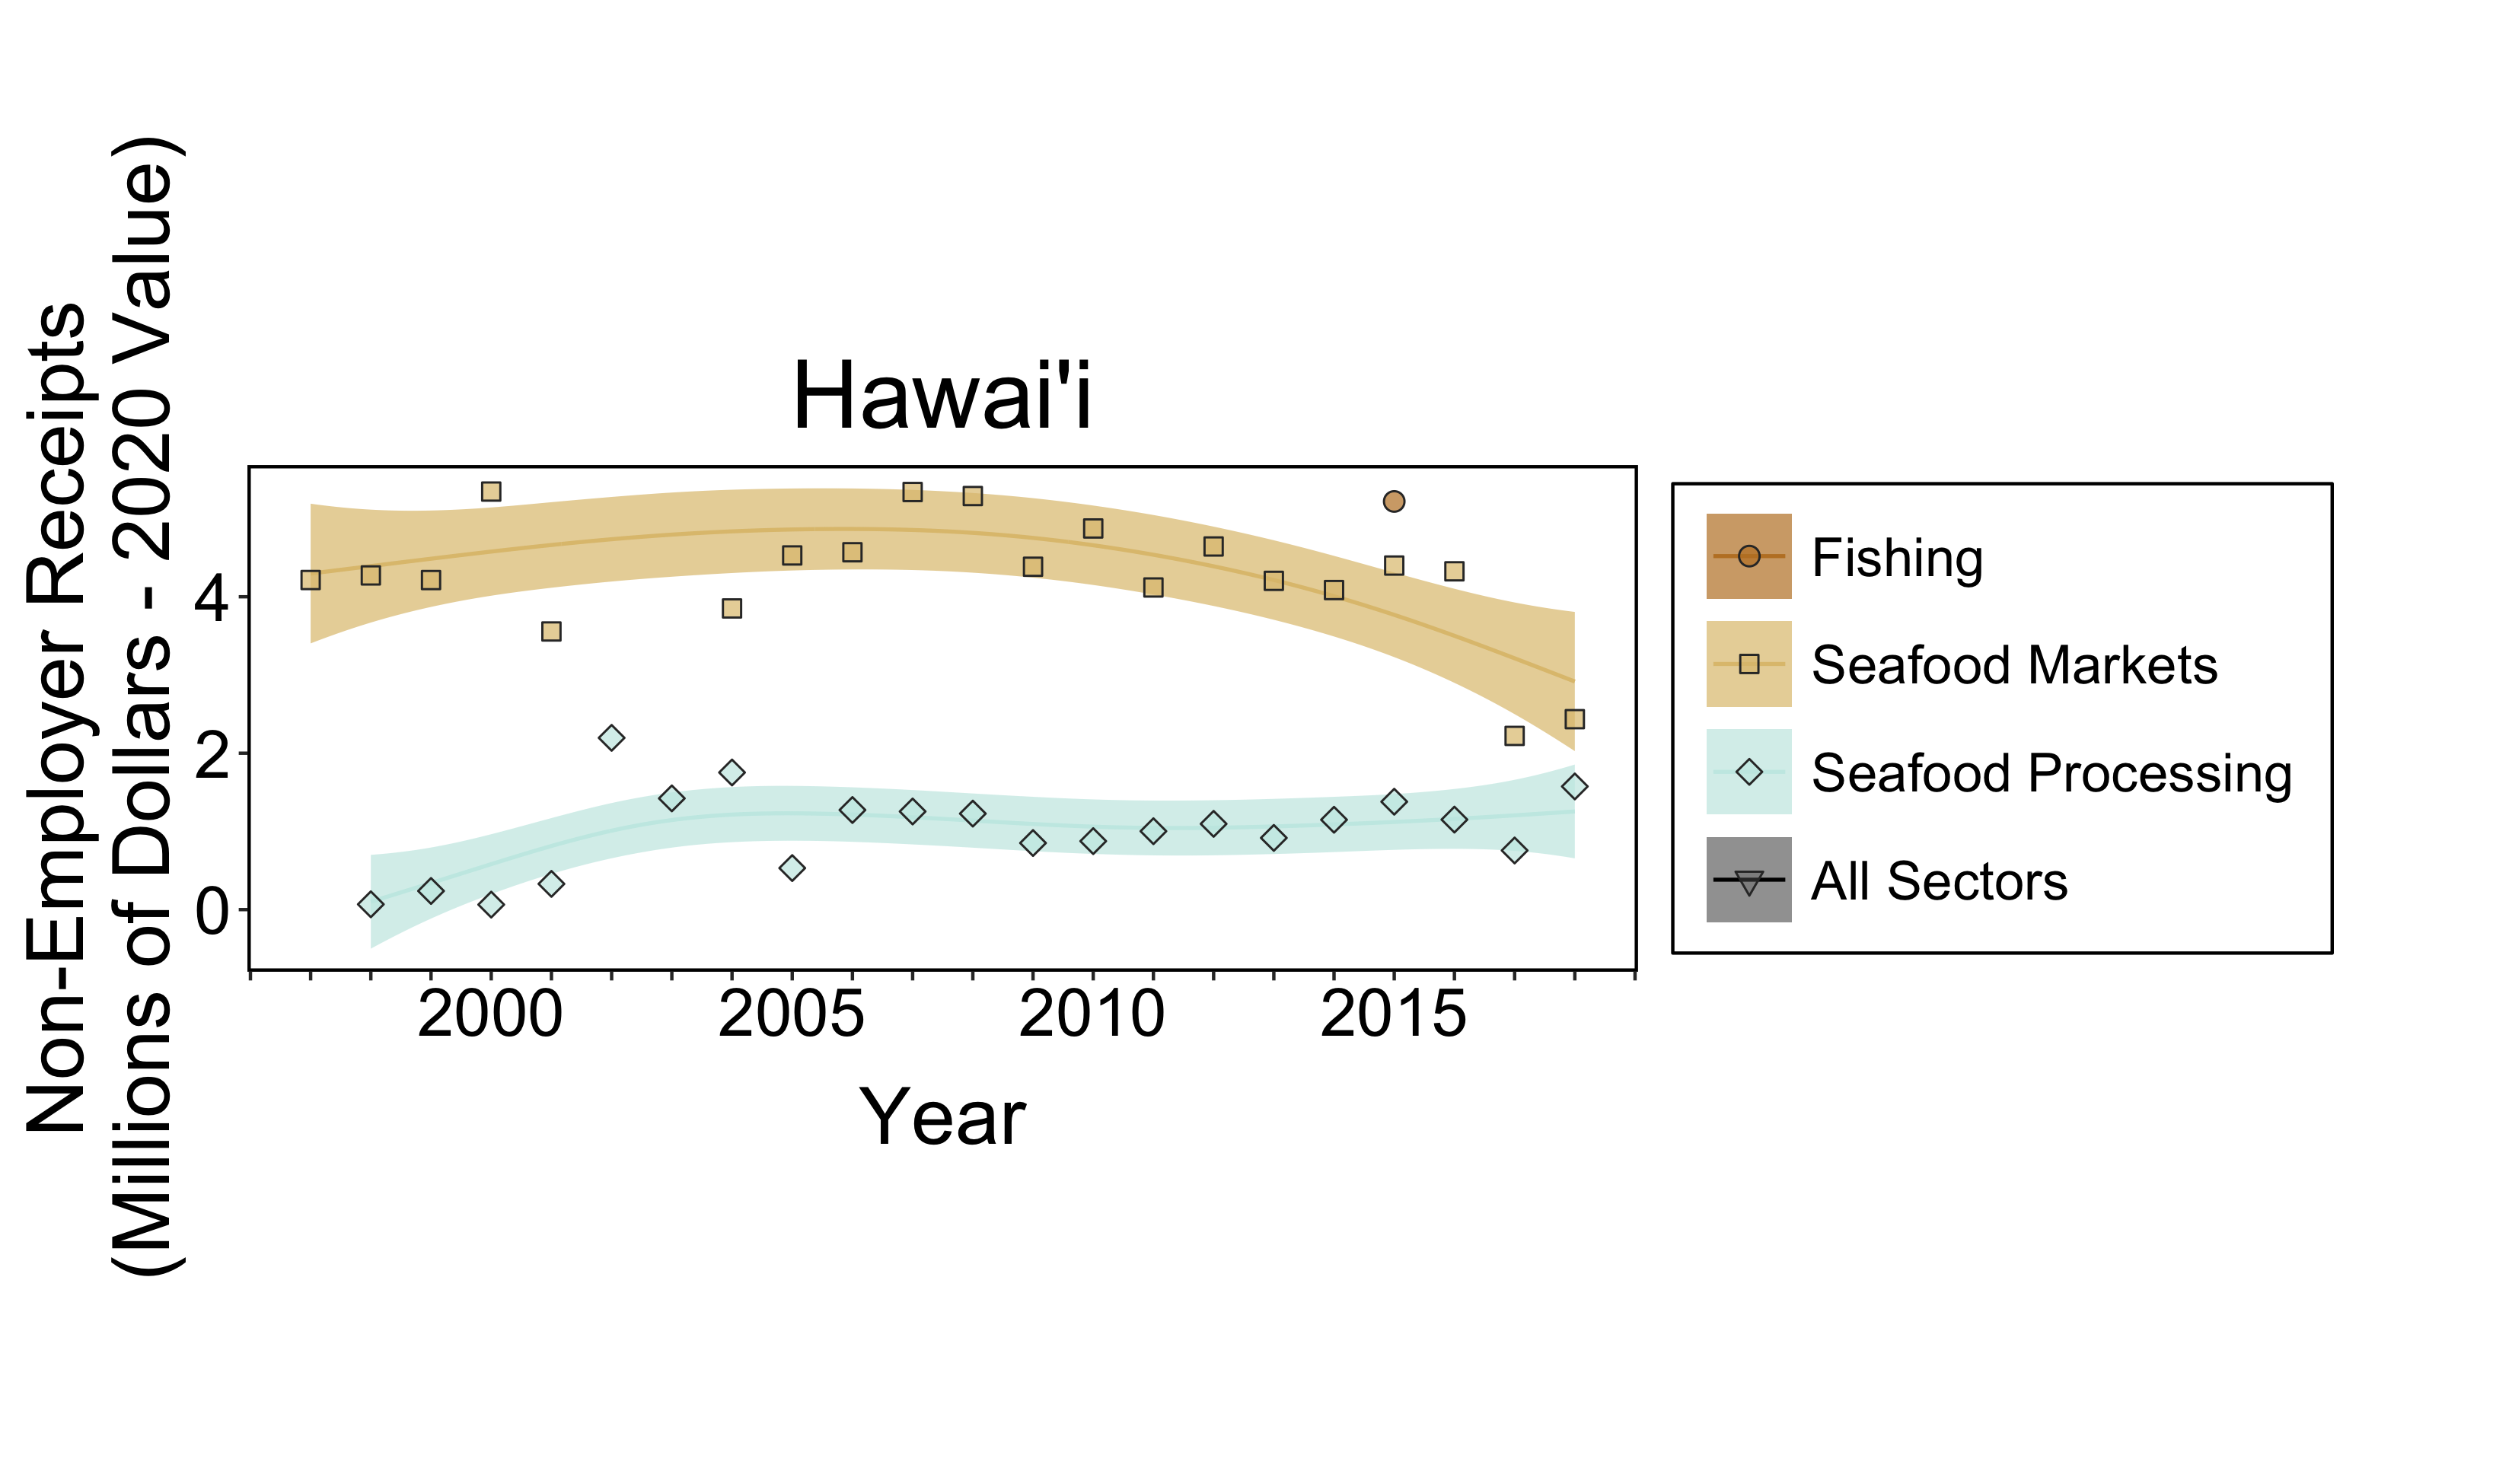 Hawai'i
Non-Employer Receipts
(Millions of Dollars - 2020 Value)
4
2
0
2000 2005 2010 2015
Year
Fishing
Seafood Markets
Seafood Processing
All Sectors